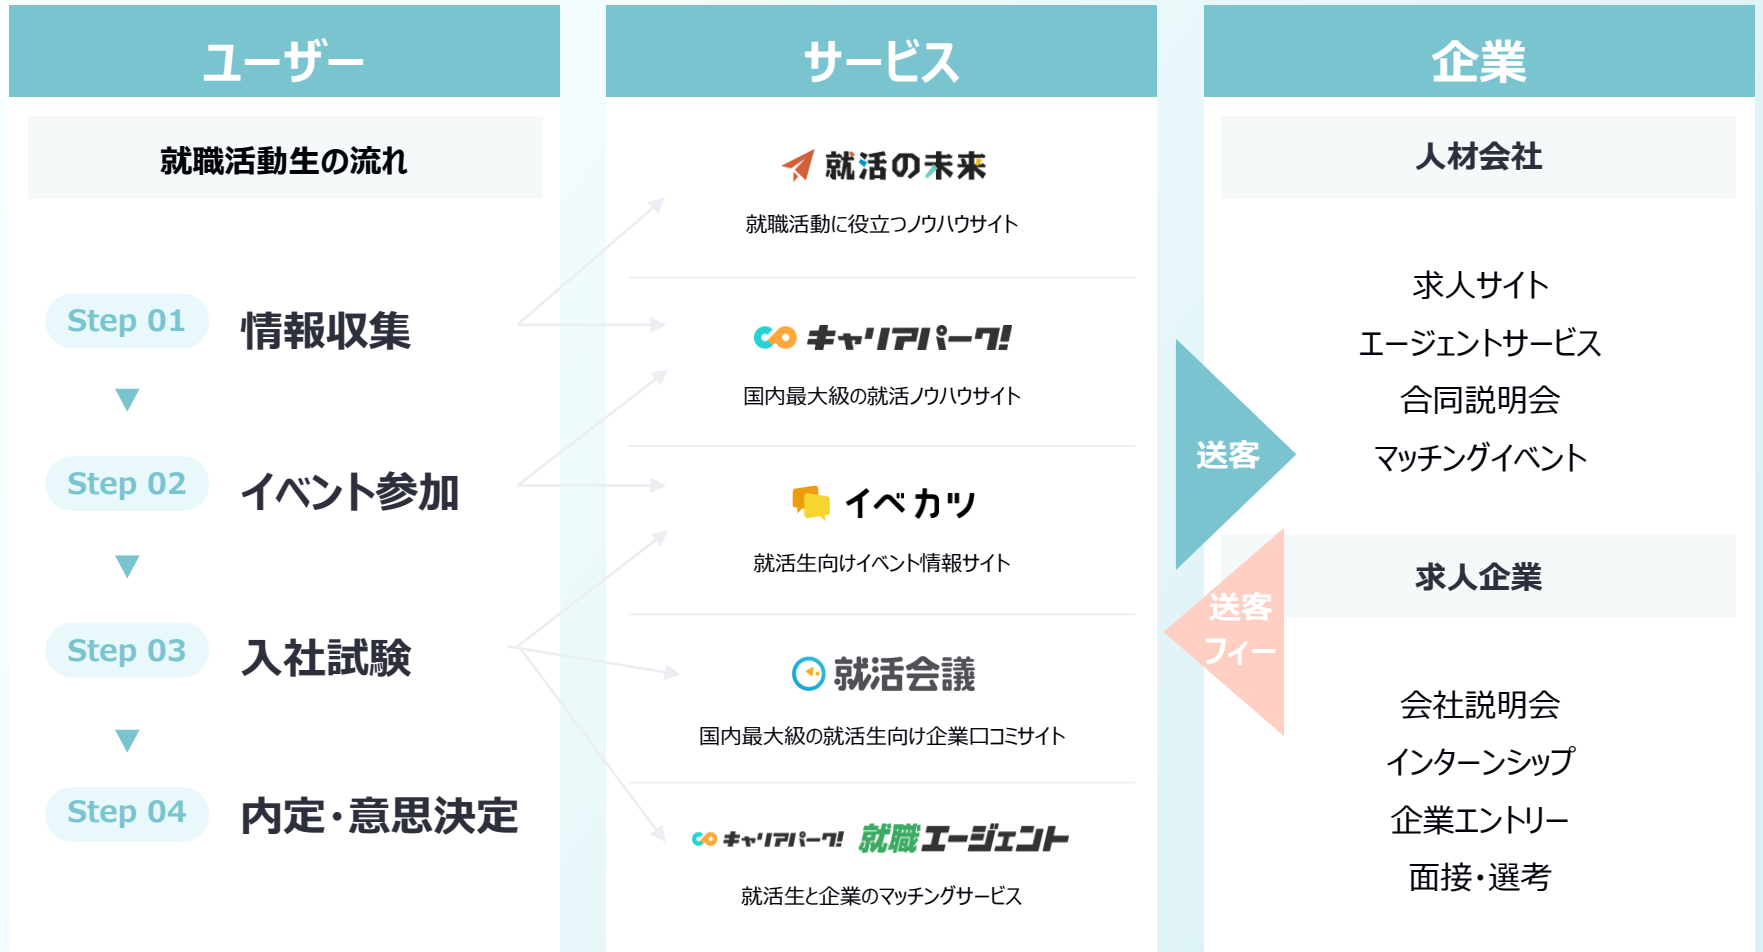 ユーザー
就職活動生の流れ
Step 01
情報収集
Step 02
イベント参加
Step 03
入社試験
Step 04
内定・意思決定
サービス
就活の未来
就職活動に役立つノウハウサイト
キャリアパーク!
国内最大級の就活ノウハウサイト
イベカツ
就活生向けイベント情報サイト
就活会議
国内最大級の就活生向け企業口コミサイト
キャリアパーク! 就職エージェント
就活生と企業のマッチングサービス
送客
送客
フィー
企業
人材会社
求人サイト
エージェントサービス
合同説明会
マッチングイベント
求人企業
会社説明会
インターンシップ
企業エントリー
面接・選考